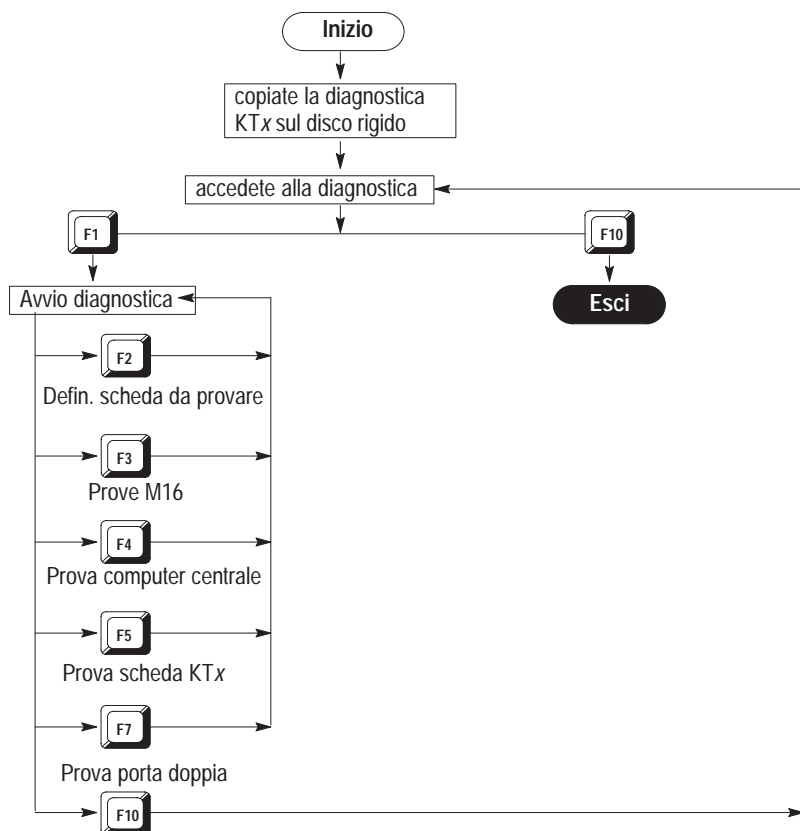 Inizio
copiate la diagnostica
KTx sul disco rigido
accedete alla diagnostica
F1
F10
Avvio diagnostica
Esci
F2
Defin. scheda da provare
F3
Prove M16
F4
Prova computer centrale
F5
Prova scheda KTx
F7
Prova porta doppia
F10